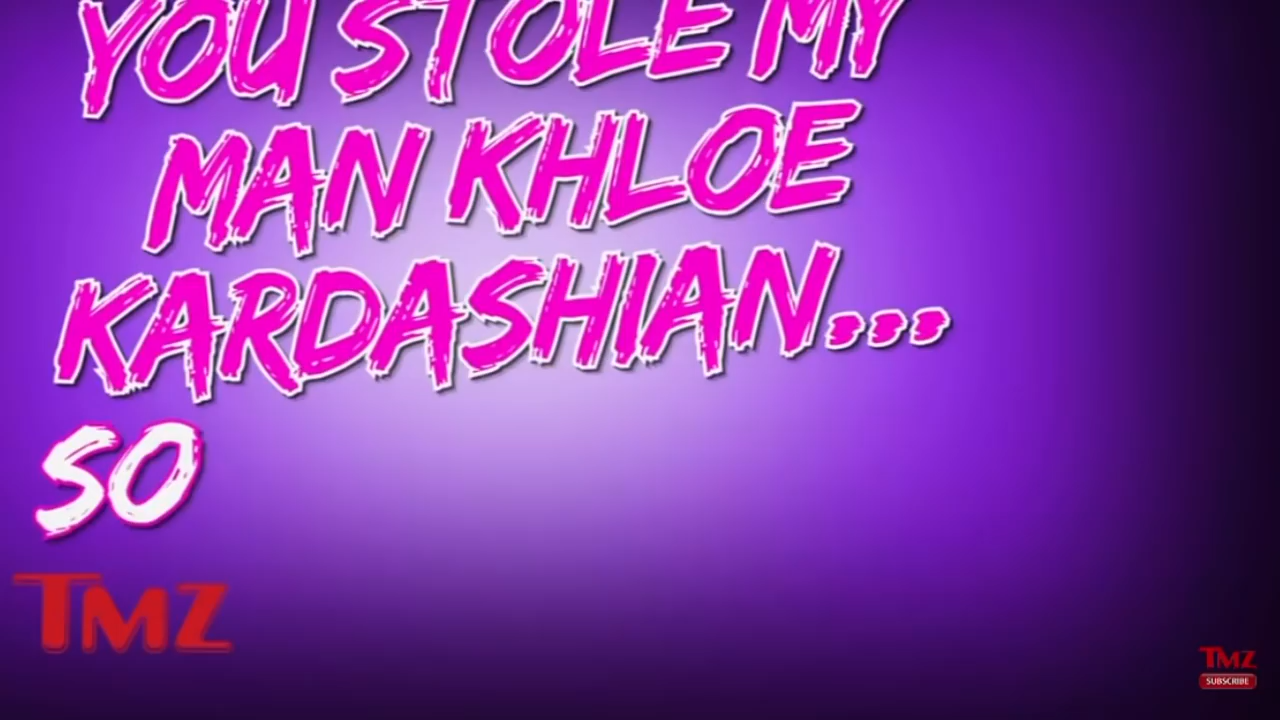 YOU STOLE MY
MAN KHLOE
KARDASHIAN...
SO
TMZ
TMZ
SUBSCRIBE